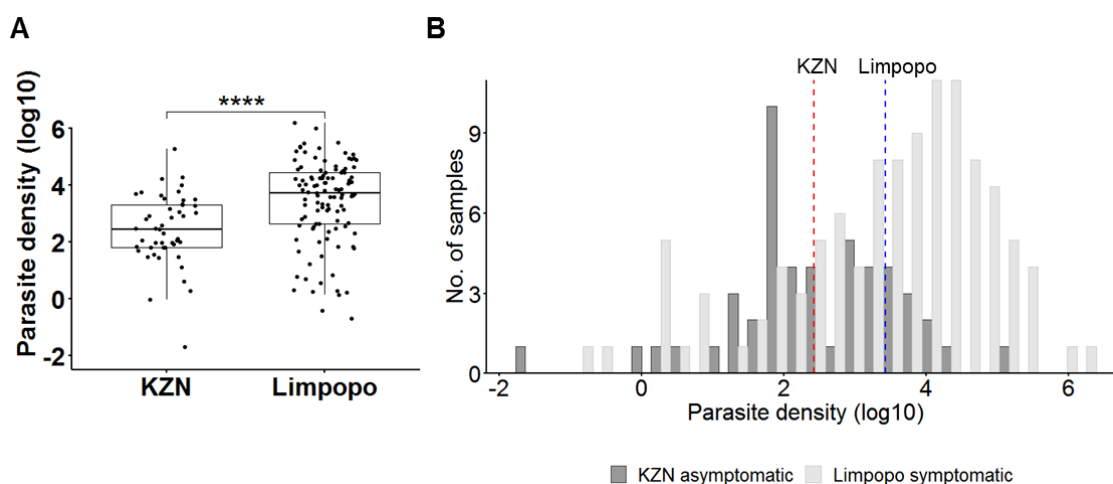 A
Parasite density (log10)
6
4
2
0
-2
****
KZN
Limpopo
B
KZN
Limpopo
No. of samples
9
6
3
0
-2
0
2
4
6
Parasite density (log10)
KZN asymptomatic
Limpopo symptomatic